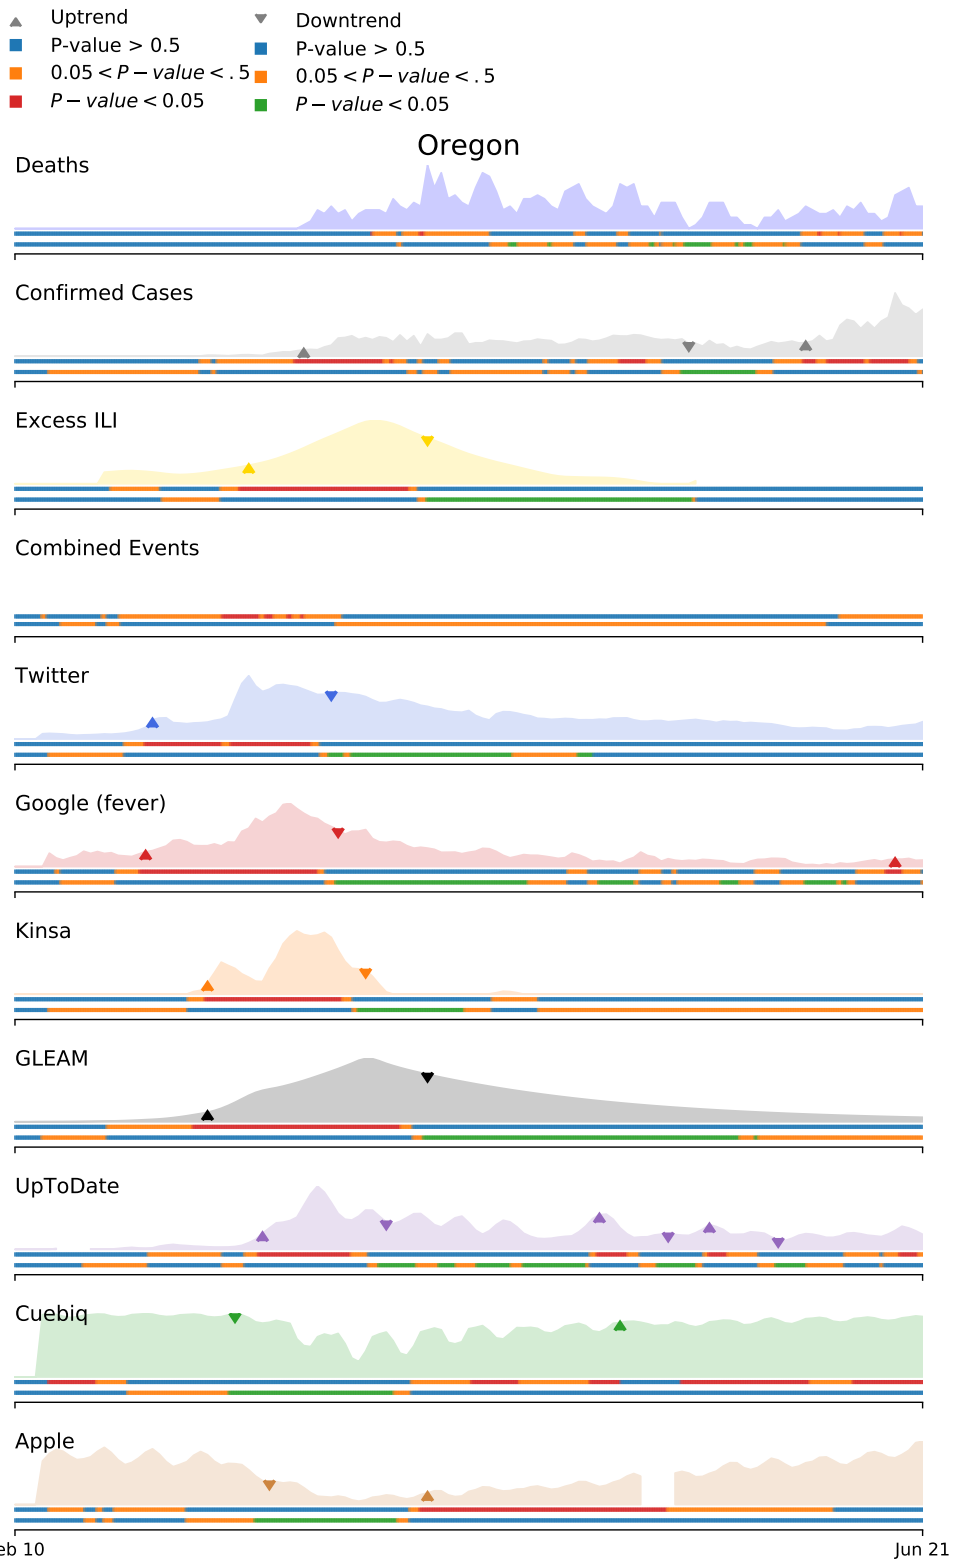 Uptrend
P-value > 0.5
0.05 < P − value < .5
P − value < 0.05
Downtrend
P-value > 0.5
0.05 < P − value < .5
P − value < 0.05
Oregon
Deaths
Confirmed Cases
Excess ILI
Combined Events
Twitter
Google (fever)
Kinsa
GLEAM
UpToDate
Cuebiq
Apple
eb 10
Jun 21